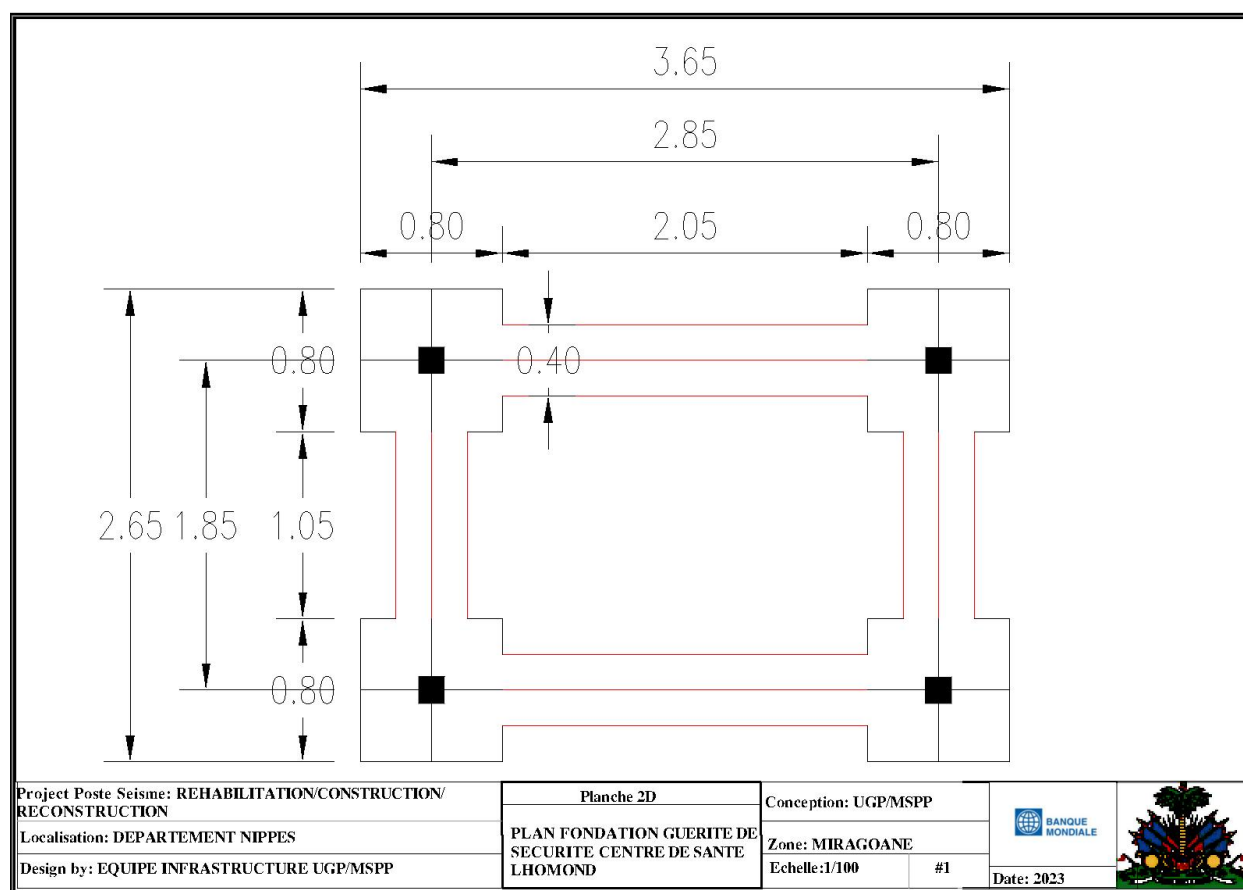 3.65
2.85
0.80 2.05 0.80
0.80 0.40
2.65 1.85 1.05
0.80
Project Poste Seisme: REHABILITATION/CONSTRUCTION/
RECONSTRUCTION
Localisation: DEPARTEMENT NIPPES
Design by: EQUIPE INFRASTRUCTURE UGP/MSPP
Planche 2D
PLAN FONDATION GUERITE DE
SECURITE CENTRE DE SANTE
LHOMOND
Conception: UGP/MSPP
Zone: MIRAGOANE
Echelle:1/100 #1
BANQUE
MONDIALE
Date: 2023